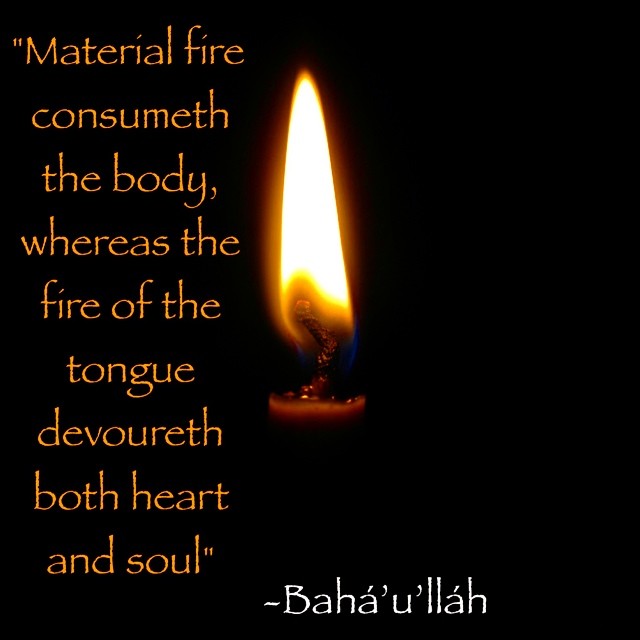 "Material fire
consumeth
the body,
whereas the
fire of the
tongue
devoureth
both heart
and soul"
-Bahá’u’lláh